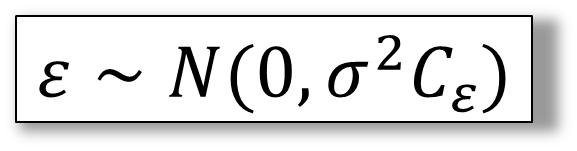 ε ~ N(0, σ²C_ε)